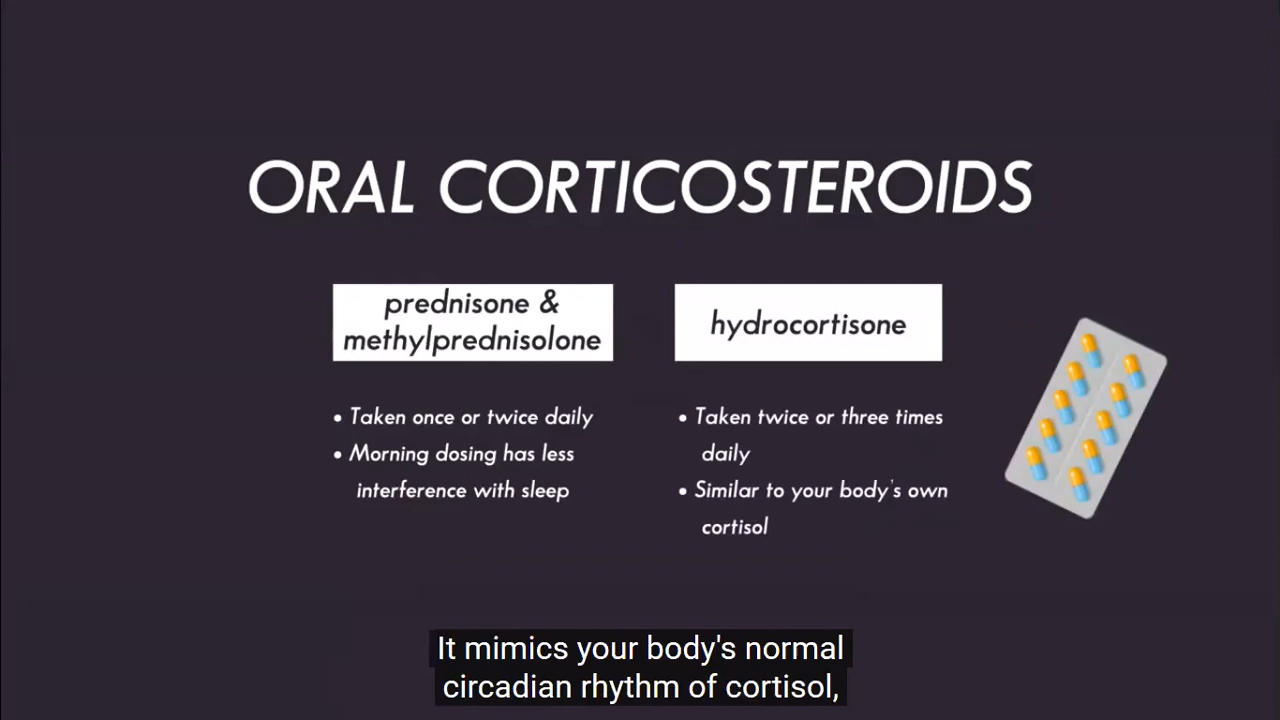 ORAL CORTICOSTEROIDS
prednisone &
methylprednisolone
• Taken once or twice daily
• Morning dosing has less
interference with sleep
hydrocortisone
• Taken twice or three times
daily
• Similar to your body's own
cortisol
It mimics your body's normal
circadian rhythm of cortisol,